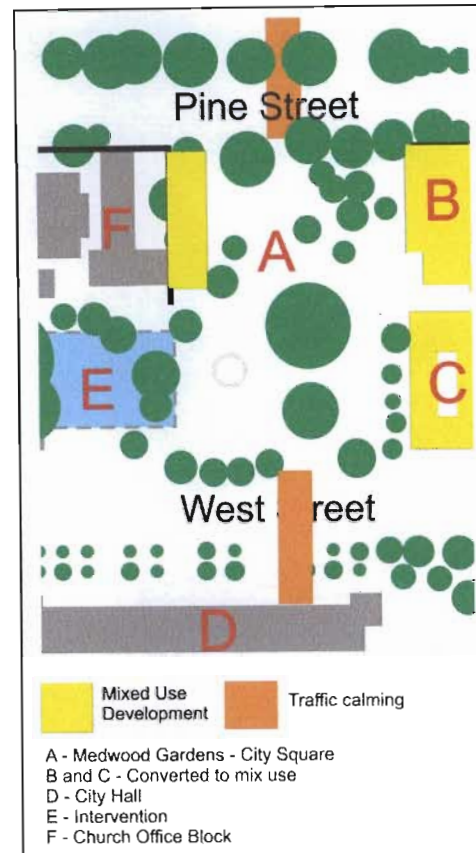 Pine Street
B
F
A
C
E
West Street
D
Mixed Use
Development
Traffic calming
A - Medwood Gardens - City Square
B and C - Converted to mix use
D - City Hall
E - Intervention
F - Church Office Block